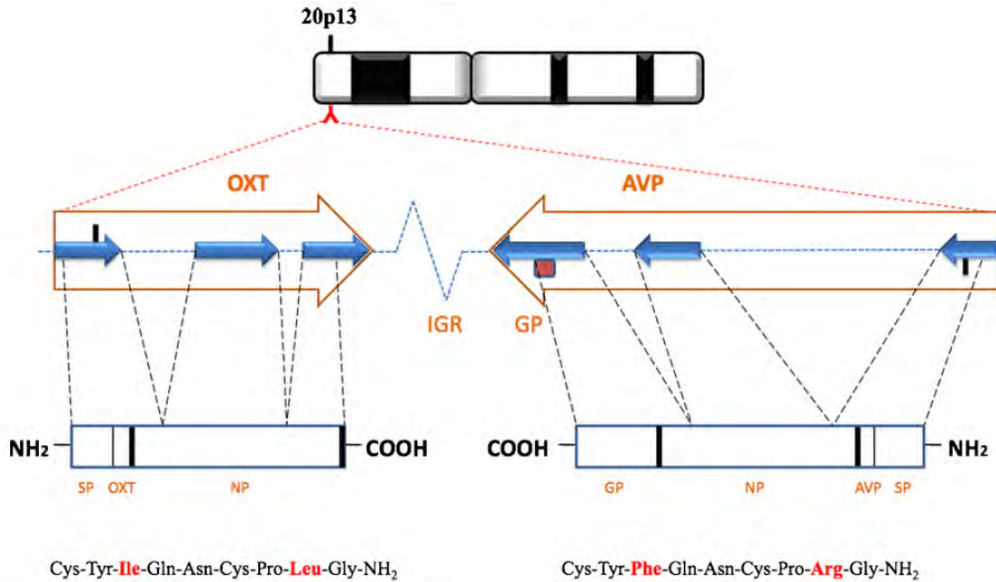 20p13
OXT AVP
IGR GP
NH₂ COOH COOH NH₂
SP OXT NP GP NP AVP SP
Cys-Tyr-Ile-Gln-Asn-Cys-Pro-Leu-Gly-NH₂ Cys-Tyr-Phe-Gln-Asn-Cys-Pro-Arg-Gly-NH₂